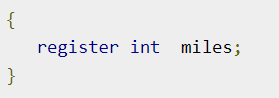 {
register int  miles;
}